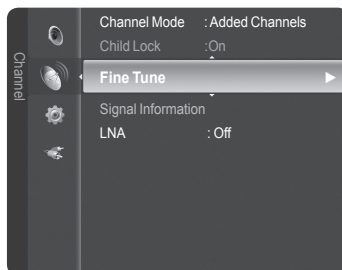 Channel
Channel Mode : Added Channels
Child Lock :On
Fine Tune
Signal Information
LNA : Off